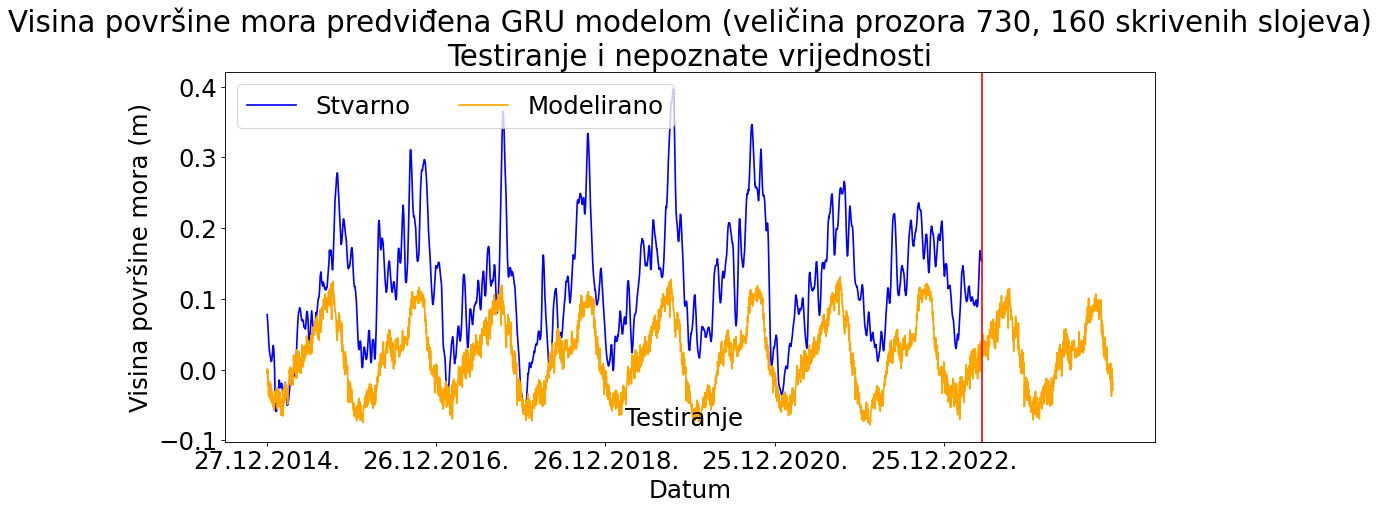 Visina površine mora predviđena GRU modelom (veličina prozora 730, 160 skrivenih slojeva)
Testiranje i nepoznate vrijednosti
Stvarno Modelirano
Visina površine mora (m)
0.4
0.3
0.2
0.1
0.0
−0.1
Testiranje
27.12.2014. 26.12.2016. 26.12.2018. 25.12.2020. 25.12.2022.
Datum